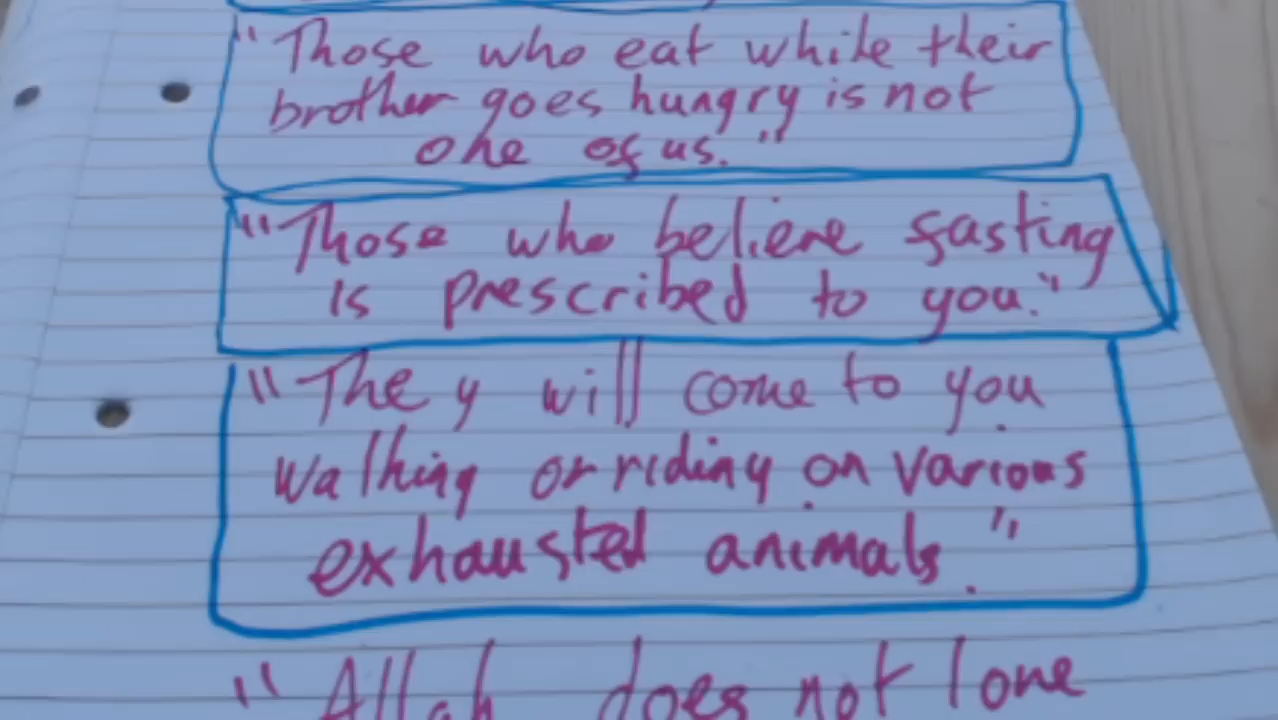 "Those who eat while their
brother goes hungry is not
one of us."
"Those who believe fasting
is prescribed to you."
"They will come to you
walking or riding on various
exhausted animals."
"Allah does not love